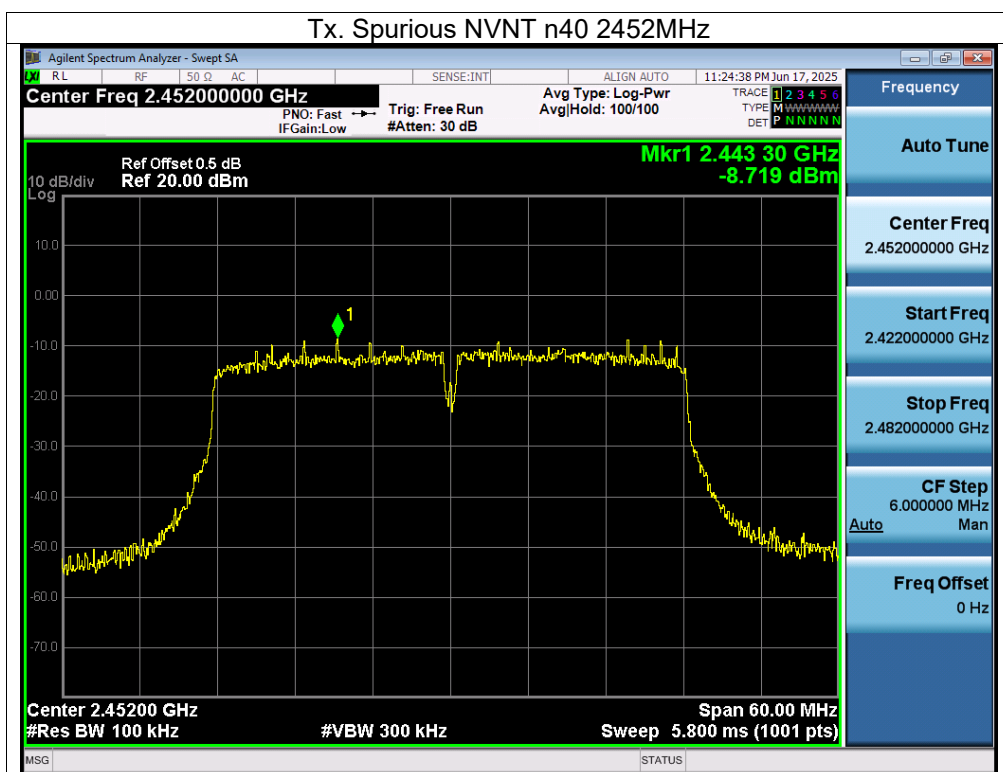 Tx. Spurious NVNT n40 2452MHz
Agilent Spectrum Analyzer - Swept SA
LXI RL RF 50 Ω AC SENSE:INT ALIGN AUTO 11:24:38 PM Jun 17, 2025
Center Freq 2.452000000 GHz
PNO: Fast
IFGain:Low
Trig: Free Run
#Atten: 30 dB
Avg Type: Log-Pwr
Avg|Hold: 100/100
TRACE 1 2 3 4 5 6
TYPE M WWWWW
DET P N N N N N
Ref Offset 0.5 dB
Ref 20.00 dBm
10 dB/div
Log
Mkr1 2.443 30 GHz
-8.719 dBm
1
10.0
0.00
-10.0
-20.0
-30.0
-40.0
-50.0
-60.0
-70.0
Center 2.45200 GHz
Span 60.00 MHz
#Res BW 100 kHz
#VBW 300 kHz
Sweep 5.800 ms (1001 pts)
MSG
STATUS
Frequency
Auto Tune
Center Freq
2.452000000 GHz
Start Freq
2.422000000 GHz
Stop Freq
2.482000000 GHz
CF Step
6.000000 MHz
Auto Man
Freq Offset
0 Hz